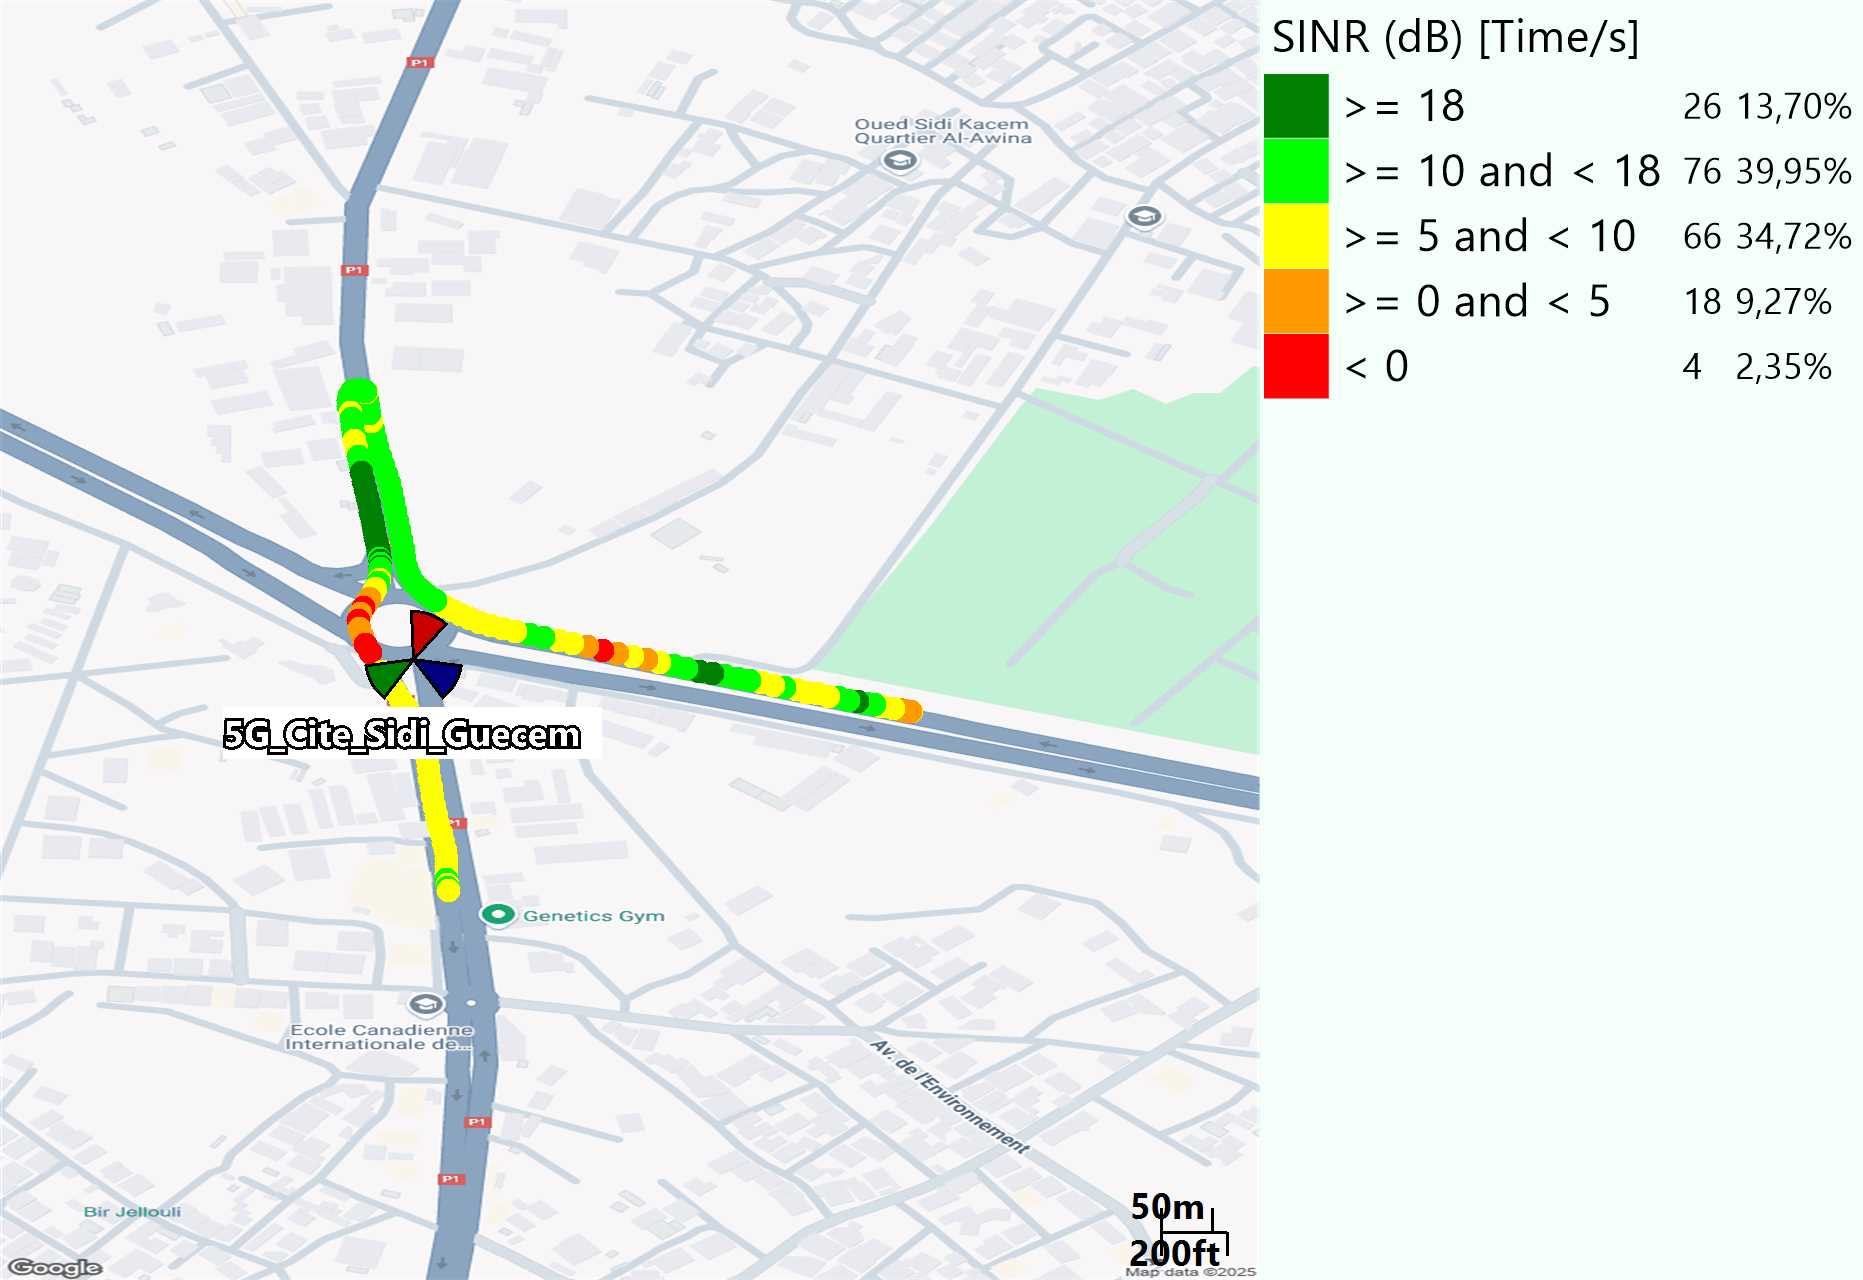 SINR (dB) [Time/s]
>= 18 26 13,70%
>= 10 and < 18 76 39,95%
>= 5 and < 10 66 34,72%
>= 0 and < 5 18 9,27%
< 0 4 2,35%
P1
Oued Sidi Kacem
Quartier Al-Awina
P1
5G_Cite_Sidi_Guecem
P1
Genetics Gym
Ecole Canadienne
Internationale de...
Av. de l'Environnement
P1
P1
Bir Jellouli
50m
200ft
Google
Map data ©2025